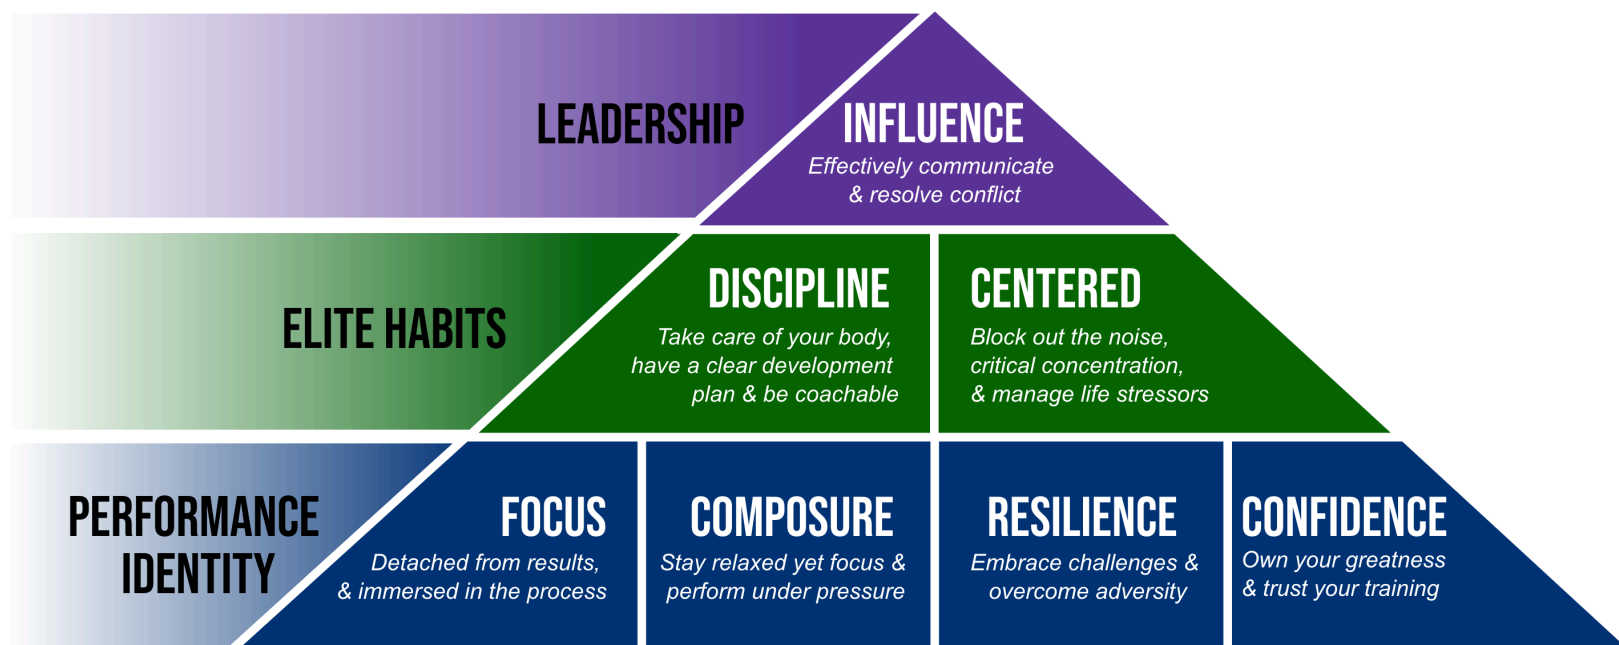 LEADERSHIP
INFLUENCE
Effectively communicate
& resolve conflict
ELITE HABITS
DISCIPLINE
Take care of your body,
have a clear development
plan & be coachable
CENTERED
Block out the noise,
critical concentration,
& manage life stressors
PERFORMANCE
IDENTITY
FOCUS
Detached from results,
& immersed in the process
COMPOSURE
Stay relaxed yet focus &
perform under pressure
RESILIENCE
Embrace challenges &
overcome adversity
CONFIDENCE
Own your greatness
& trust your training